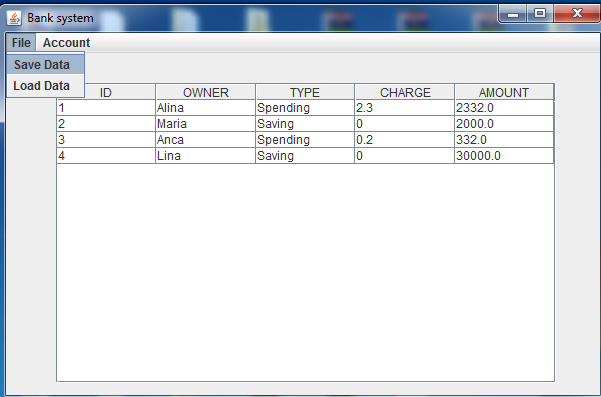 Bank system
File Account
Save Data
Load Data
ID OWNER TYPE CHARGE AMOUNT
1 Alina Spending 2.3 2332.0
2 Maria Saving 0 2000.0
3 Anca Spending 0.2 332.0
4 Lina Saving 0 30000.0